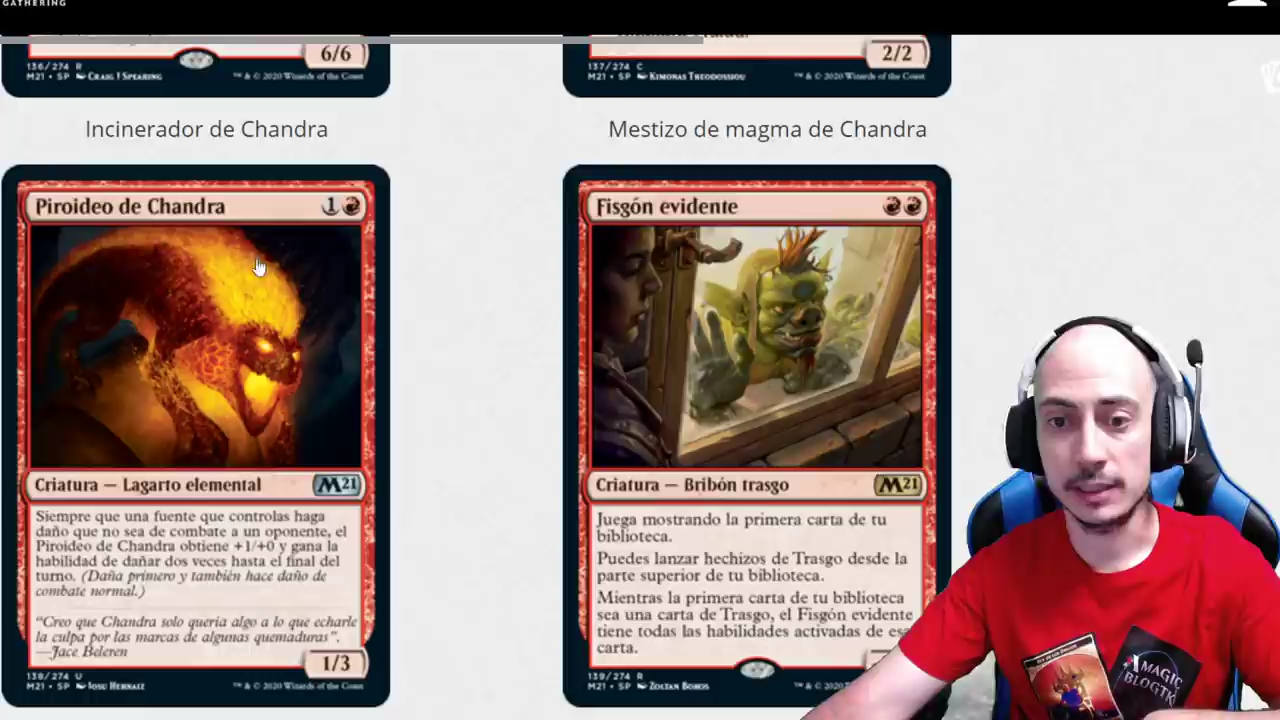 GATHERING
6/6
136/274 R
M21 • SP CRAIG J SPEARING
™ & © 2020 Wizards of the Coast
2/2
137/274 C
M21 • SP KIMONAS THEODOSSIOU
™ & © 2020 Wizards of the Coast
Incinerador de Chandra
Mestizo de magma de Chandra
Piroideo de Chandra 1
Criatura — Lagarto elemental M21
Siempre que una fuente que controlas haga
daño que no sea de combate a un oponente, el
Piroideo de Chandra obtiene +1/+0 y gana la
habilidad de dañar dos veces hasta el final del
turno. (Daña primero y también hace daño de
combate normal.)
“Creo que Chandra solo quería algo a lo que echarle
la culpa por las marcas de algunas quemaduras”.
—Jace Beleren
1/3
138/274 U
M21 • SP IOSU HERNAIZ
™ & © 2020 Wizards of the Coast
Fisgón evidente
Criatura — Bribón trasgo M21
Juega mostrando la primera carta de tu
biblioteca.
Puedes lanzar hechizos de Trasgo desde la
parte superior de tu biblioteca.
Mientras la primera carta de tu biblioteca
sea una carta de Trasgo, el Fisgón evidente
tiene todas las habilidades activadas de esa
carta.
139/274 R
M21 • SP ZOLTAN BOROS
™ & © 2020
MAGIC
BLOGTK